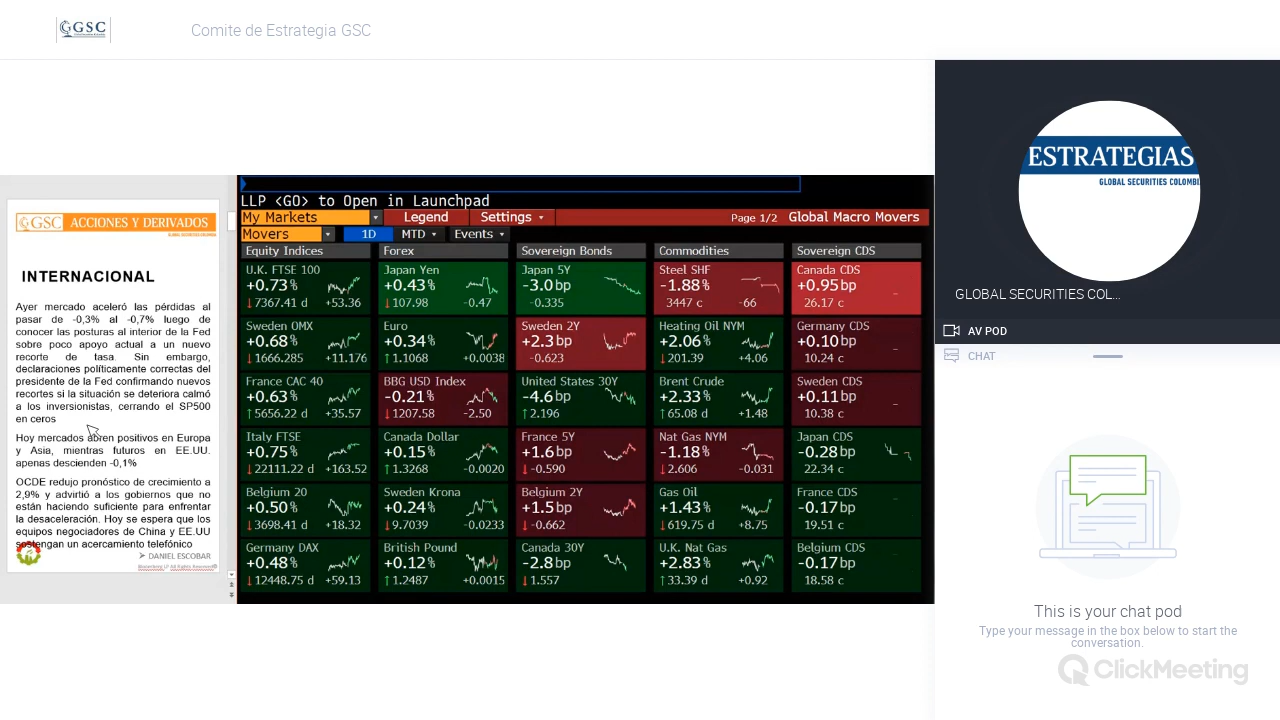 GGSC
Comite de Estrategia GSC
GGSC ACCIONES Y DERIVADOS
INTERNACIONAL
Ayer mercado aceleró las pérdidas al
pasar de -0,3% al -0,7% luego de
conocer las posturas al interior de la Fed
sobre poco apoyo actual a un nuevo
recorte de tasa. Sin embargo,
declaraciones políticamente correctas del
presidente de la Fed confirmando nuevos
recortes si la situación se deteriora calmó
a los inversionistas, cerrando el SP500
en ceros
Hoy mercados abren positivos en Europa
y Asia, mientras futuros en EE.UU.
apenas descienden -0,1%
OCDE redujo pronóstico de crecimiento a
2,9% y advirtió a los gobiernos que no
están haciendo suficiente para enfrentar
la desaceleración. Hoy se espera que los
equipos negociadores de China y EE.UU
sostengan un acercamiento telefónico
➤ DANIEL ESCOBAR
Bloomberg LP All Rights Reserved©
LLP <GO> to Open in Launchpad
My Markets Legend Settings Page 1/2 Global Macro Movers
Movers 1D MTD Events
Equity Indices Forex Sovereign Bonds Commodities Sovereign CDS
U.K. FTSE 100 Japan Yen Japan 5Y Steel SHF Canada CDS
+0.73% +0.43% -3.0bp -1.88% +0.95bp
↓7367.41 d +53.36 ↓107.98 -0.47 -0.335 3447 c -66 26.17 c
Sweden OMX Euro Sweden 2Y Heating Oil NYM Germany CDS
+0.68% +0.34% +2.3bp +2.06% +0.10bp
↓1666.285 +11.176 ↑1.1068 +0.0038 -0.623 ↓201.39 +4.06 10.24 c
France CAC 40 BBG USD Index United States 30Y Brent Crude Sweden CDS
+0.63% -0.21% -4.6bp +2.33% +0.11bp
↑5656.22 d +35.57 ↓1207.58 -2.50 ↑2.196 ↑65.08 d +1.48 10.38 c
Italy FTSE Canada Dollar France 5Y Nat Gas NYM Japan CDS
+0.75% +0.15% +1.6bp -1.18% -0.28bp
↓22111.22 d +163.52 ↑1.3268 -0.0020 ↓-0.590 ↓2.606 -0.031 22.34 c
Belgium 20 Sweden Krona Belgium 2Y Gas Oil France CDS
+0.50% +0.24% +1.5bp +1.43% -0.17bp
↓3698.41 d +18.32 ↓9.7039 -0.0233 ↓-0.662 ↓619.75 d +8.75 19.51 c
Germany DAX British Pound Canada 30Y U.K. Nat Gas Belgium CDS
+0.48% +0.12% -2.8bp +2.83% -0.17bp
↓12448.75 d +59.13 ↑1.2487 +0.0015 ↓1.557 ↑33.39 d +0.92 18.58 c
ESTRATEGIAS
GLOBAL SECURITIES COLOMBI
GLOBAL SECURITIES COL...
AV POD
CHAT
This is your chat pod
Type your message in the box below to start the
conversation.
ClickMeeting